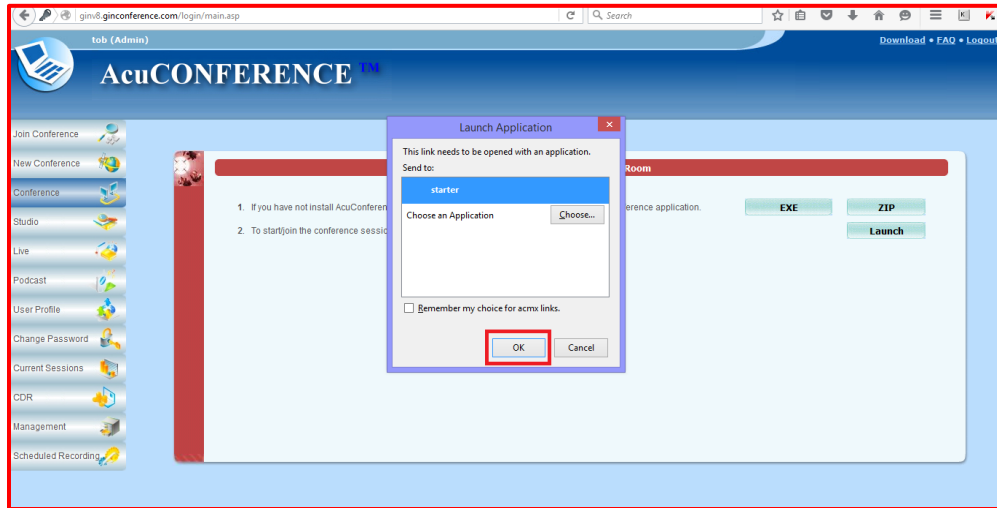 ginv8.ginconference.com/login/main.asp
Search
tob (Admin)
Download • FAQ • Logout
AcuCONFERENCE TM
Join Conference
New Conference
Conference
Studio
Live
Podcast
User Profile
Change Password
Current Sessions
CDR
Management
Scheduled Recording
Room
1. If you have not install AcuConferen
erence application.
EXE
ZIP
2. To start/join the conference sessio
Launch
Launch Application
This link needs to be opened with an application.
Send to:
starter
Choose an Application
Choose...
Remember my choice for acmx links.
OK
Cancel